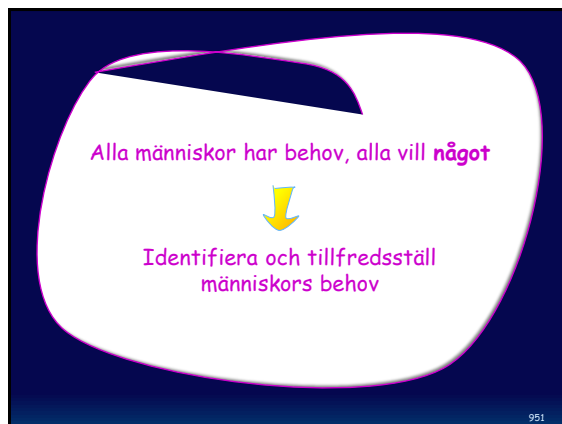 Alla människor har behov, alla vill något
Identifiera och tillfredsställ
människors behov
951